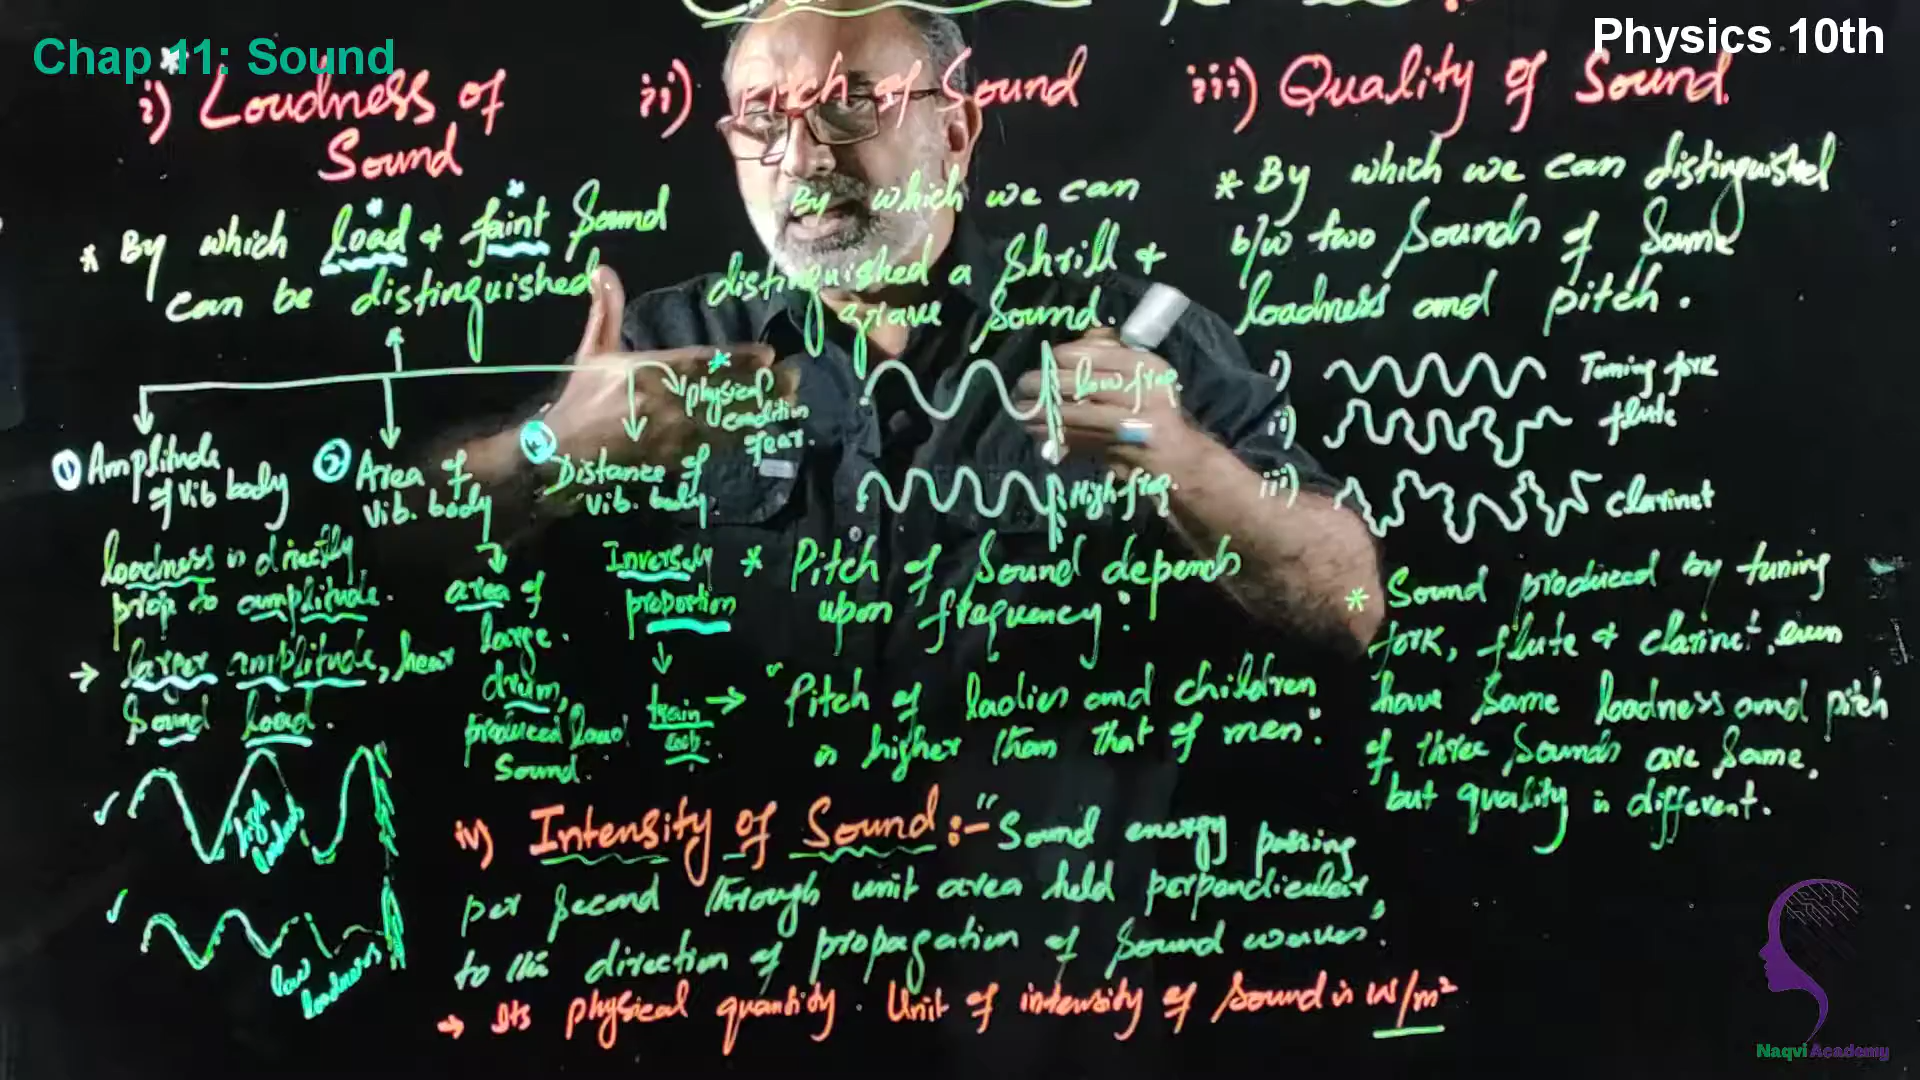 Chap 11: Sound
Physics 10th
i) Loudness of
Sound
* By which load & faint Sound
can be distinguished.
① Amplitude
of Vib body
② Area of
Vib. body
Distance of
Vib. body.
physical
condition
of ear.
loadness is directly
prop to amplitude.
→ larger amplitude, hear
Sound load.
high
loadness
low
loadness
area of
large.
drum,
produced loud
Sound.
Inversely
proportion
train
ii) Pitch of Sound
By which we can
distinguished a Shrill &
grave Sound.
low freq.
High freq.
* Pitch of Sound depends
upon frequency.
"Pitch of ladies and children
is higher than that of men".
iii) Quality of Sound.
* By which we can distinguished
b/w two Sounds of Same
loadness and pitch.
i) Tuning fork
ii) flute
iii) clarinet
* Sound produced by tuning
fork, flute & clarinet, even
have Same loadness and pitch
of three Sounds are Same,
but quality is different.
iv) Intensity of Sound:- "Sound energy passing
per Second through unit area held perpendicular
to the direction of propagation of Sound waves".
→ Its physical quantity. Unit of intensity of Sound is W/m²
Naqvi Academy